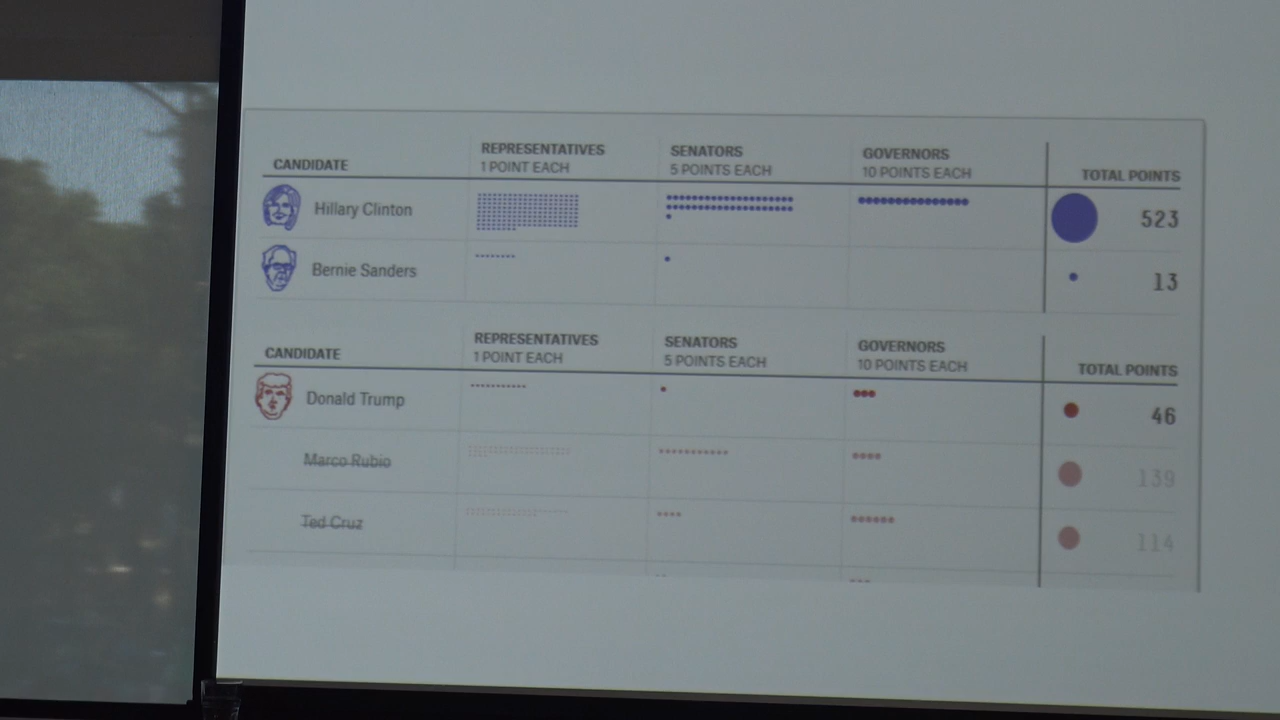 CANDIDATE REPRESENTATIVES SENATORS GOVERNORS TOTAL POINTS
1 POINT EACH 5 POINTS EACH 10 POINTS EACH
Hillary Clinton 523
Bernie Sanders 13
CANDIDATE REPRESENTATIVES SENATORS GOVERNORS TOTAL POINTS
1 POINT EACH 5 POINTS EACH 10 POINTS EACH
Donald Trump 46
Marco Rubio 139
Ted Cruz 114